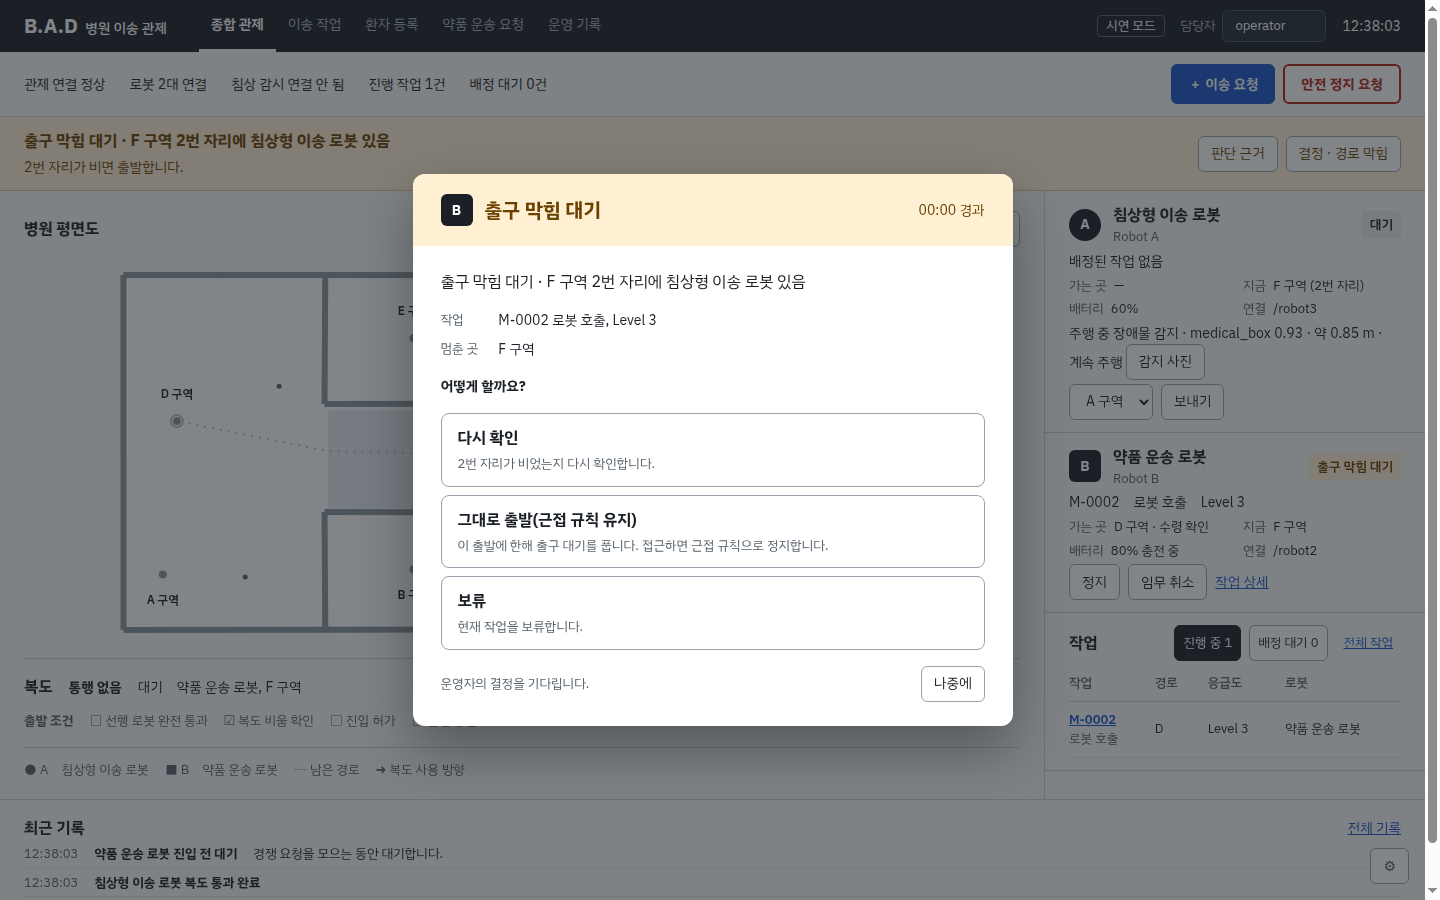 B.A.D 병원 이송 관제
종합 관제 이송 작업 환자 등록 약품 운송 요청 운영 기록
시연 모드 담당자 operator 12:38:03
관제 연결 정상 로봇 2대 연결 침상 감시 연결 안 됨 진행 작업 1건 배정 대기 0건
+ 이송 요청 안전 정지 요청
출구 막힘 대기 · F 구역 2번 자리에 침상형 이송 로봇 있음
2번 자리가 비면 출발합니다.
판단 근거 결정 · 경로 막힘
병원 평면도
D 구역
A 구역
B 출구 막힘 대기 00:00 경과
출구 막힘 대기 · F 구역 2번 자리에 침상형 이송 로봇 있음
작업 M-0002 로봇 호출, Level 3
멈춘 곳 F 구역
어떻게 할까요?
다시 확인
2번 자리가 비었는지 다시 확인합니다.
그대로 출발(근접 규칙 유지)
이 출발에 한해 출구 대기를 풉니다. 접근하면 근접 규칙으로 정지합니다.
보류
현재 작업을 보류합니다.
운영자의 결정을 기다립니다. 나중에
A 침상형 이송 로봇 대기
Robot A
배정된 작업 없음
가는 곳 — 지금 F 구역 (2번 자리)
배터리 60% 연결 /robot3
주행 중 장애물 감지 · medical_box 0.93 · 약 0.85 m ·
계속 주행 감지 사진
A 구역 보내기
B 약품 운송 로봇 출구 막힘 대기
Robot B
M-0002 로봇 호출 Level 3
가는 곳 D 구역 · 수령 확인 지금 F 구역
배터리 80% 충전 중 연결 /robot2
정지 임무 취소 작업 상세
작업 진행 중 1 배정 대기 0 전체 작업
작업 경로 응급도 로봇
M-0002 D Level 3 약품 운송 로봇
로봇 호출
복도 통행 없음 대기 약품 운송 로봇, F 구역
출발 조건 ☐ 선행 로봇 완전 통과 ☑ 복도 비움 확인 ☐ 진입 허가
● A 침상형 이송 로봇 ■ B 약품 운송 로봇 ┄ 남은 경로 ➔ 복도 사용 방향
최근 기록 전체 기록
12:38:03 약품 운송 로봇 진입 전 대기 경쟁 요청을 모으는 동안 대기합니다.
12:38:03 침상형 이송 로봇 복도 통과 완료